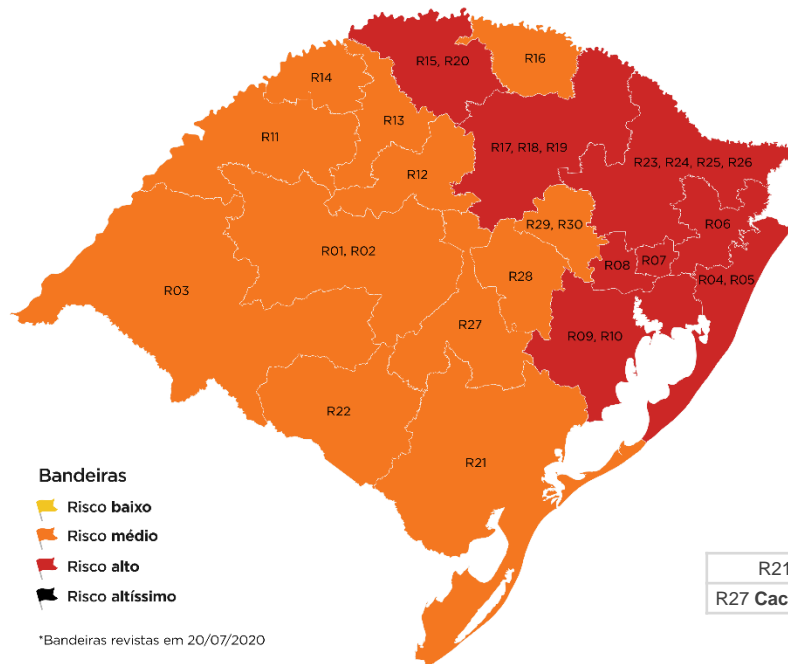 R15, R20
R16
R14
R13
R11
R17, R18, R19
R23, R24, R25, R26
R12
R29, R30
R06
R01, R02
R08
R07
R28
R04, R05
R03
R27
R09, R10
R22
R21
Bandeiras
Risco baixo
Risco médio
Risco alto
Risco altíssimo
*Bandeiras revistas em 20/07/2020
R21
R27 Cac